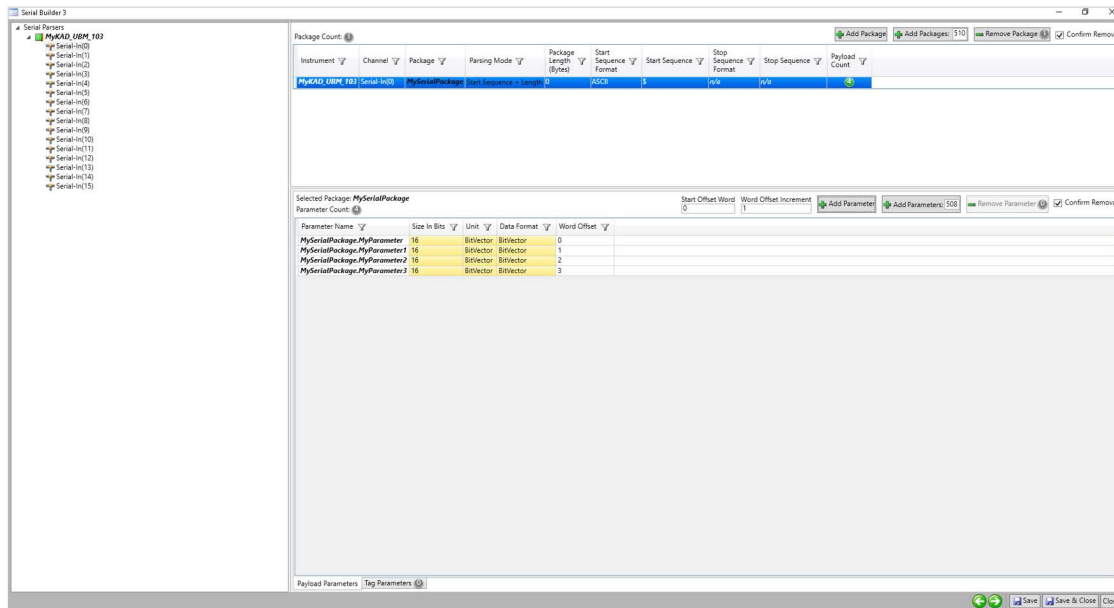 Serial Builder 3
Serial Parsers
MyKAD_UBM_103
Serial-In(0)
Serial-In(1)
Serial-In(2)
Serial-In(3)
Serial-In(4)
Serial-In(5)
Serial-In(6)
Serial-In(7)
Serial-In(8)
Serial-In(9)
Serial-In(10)
Serial-In(11)
Serial-In(12)
Serial-In(13)
Serial-In(14)
Serial-In(15)
Package Count: 1
Add Package Add Packages: 510 Remove Package Confirm Remov
Instrument Channel Package Parsing Mode Package Length (Bytes) Start Sequence Format Start Sequence Stop Sequence Format Stop Sequence Payload Count
MyKAD_UBM_103 Serial-In(0) MySerialPackage Start Sequence + Length 0 ASCII $ n/a n/a 4
Selected Package: MySerialPackage
Parameter Count: 4
Start Offset Word Word Offset Increment
0 1
Add Parameter Add Parameters: 508 Remove Parameter 0 Confirm Remova
Parameter Name Size In Bits Unit Data Format Word Offset
MySerialPackage.MyParameter 16 BitVector BitVector 0
MySerialPackage.MyParameter1 16 BitVector BitVector 1
MySerialPackage.MyParameter2 16 BitVector BitVector 2
MySerialPackage.MyParameter3 16 BitVector BitVector 3
Payload Parameters Tag Parameters 0
Save Save & Close Clo